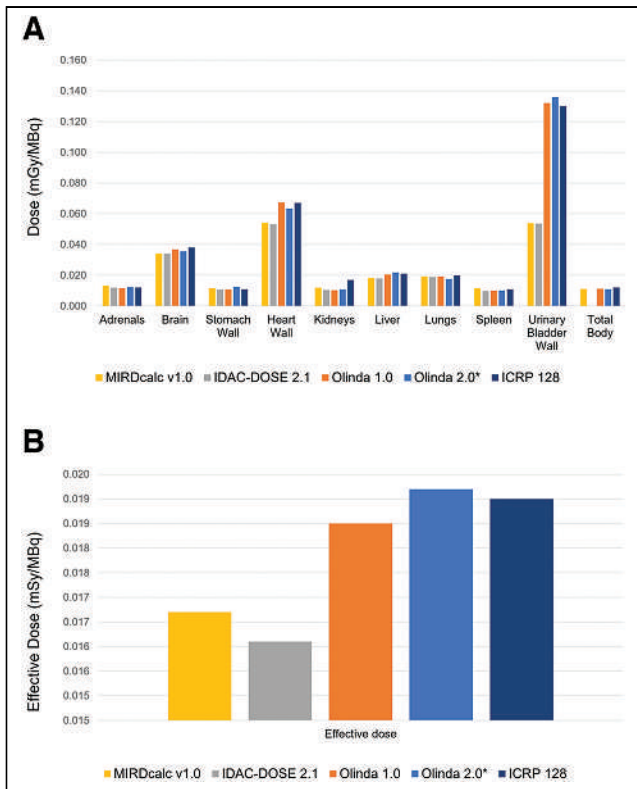 A
0.160
0.140
0.120
0.100
0.080
0.060
0.040
0.020
0.000
Dose (mGy/MBq)
Adrenals Brain Stomach Heart Kidneys Liver Lungs Spleen Urinary Total
Wall Wall Bladder Body
Wall
MIRDcalc v1.0 IDAC-DOSE 2.1 Olinda 1.0 Olinda 2.0* ICRP 128
B
0.020
0.019
0.019
0.018
0.018
0.017
0.017
0.016
0.016
0.015
0.015
Effective Dose (mSy/MBq)
Effective dose
MIRDcalc v1.0 IDAC-DOSE 2.1 Olinda 1.0 Olinda 2.0* ICRP 128